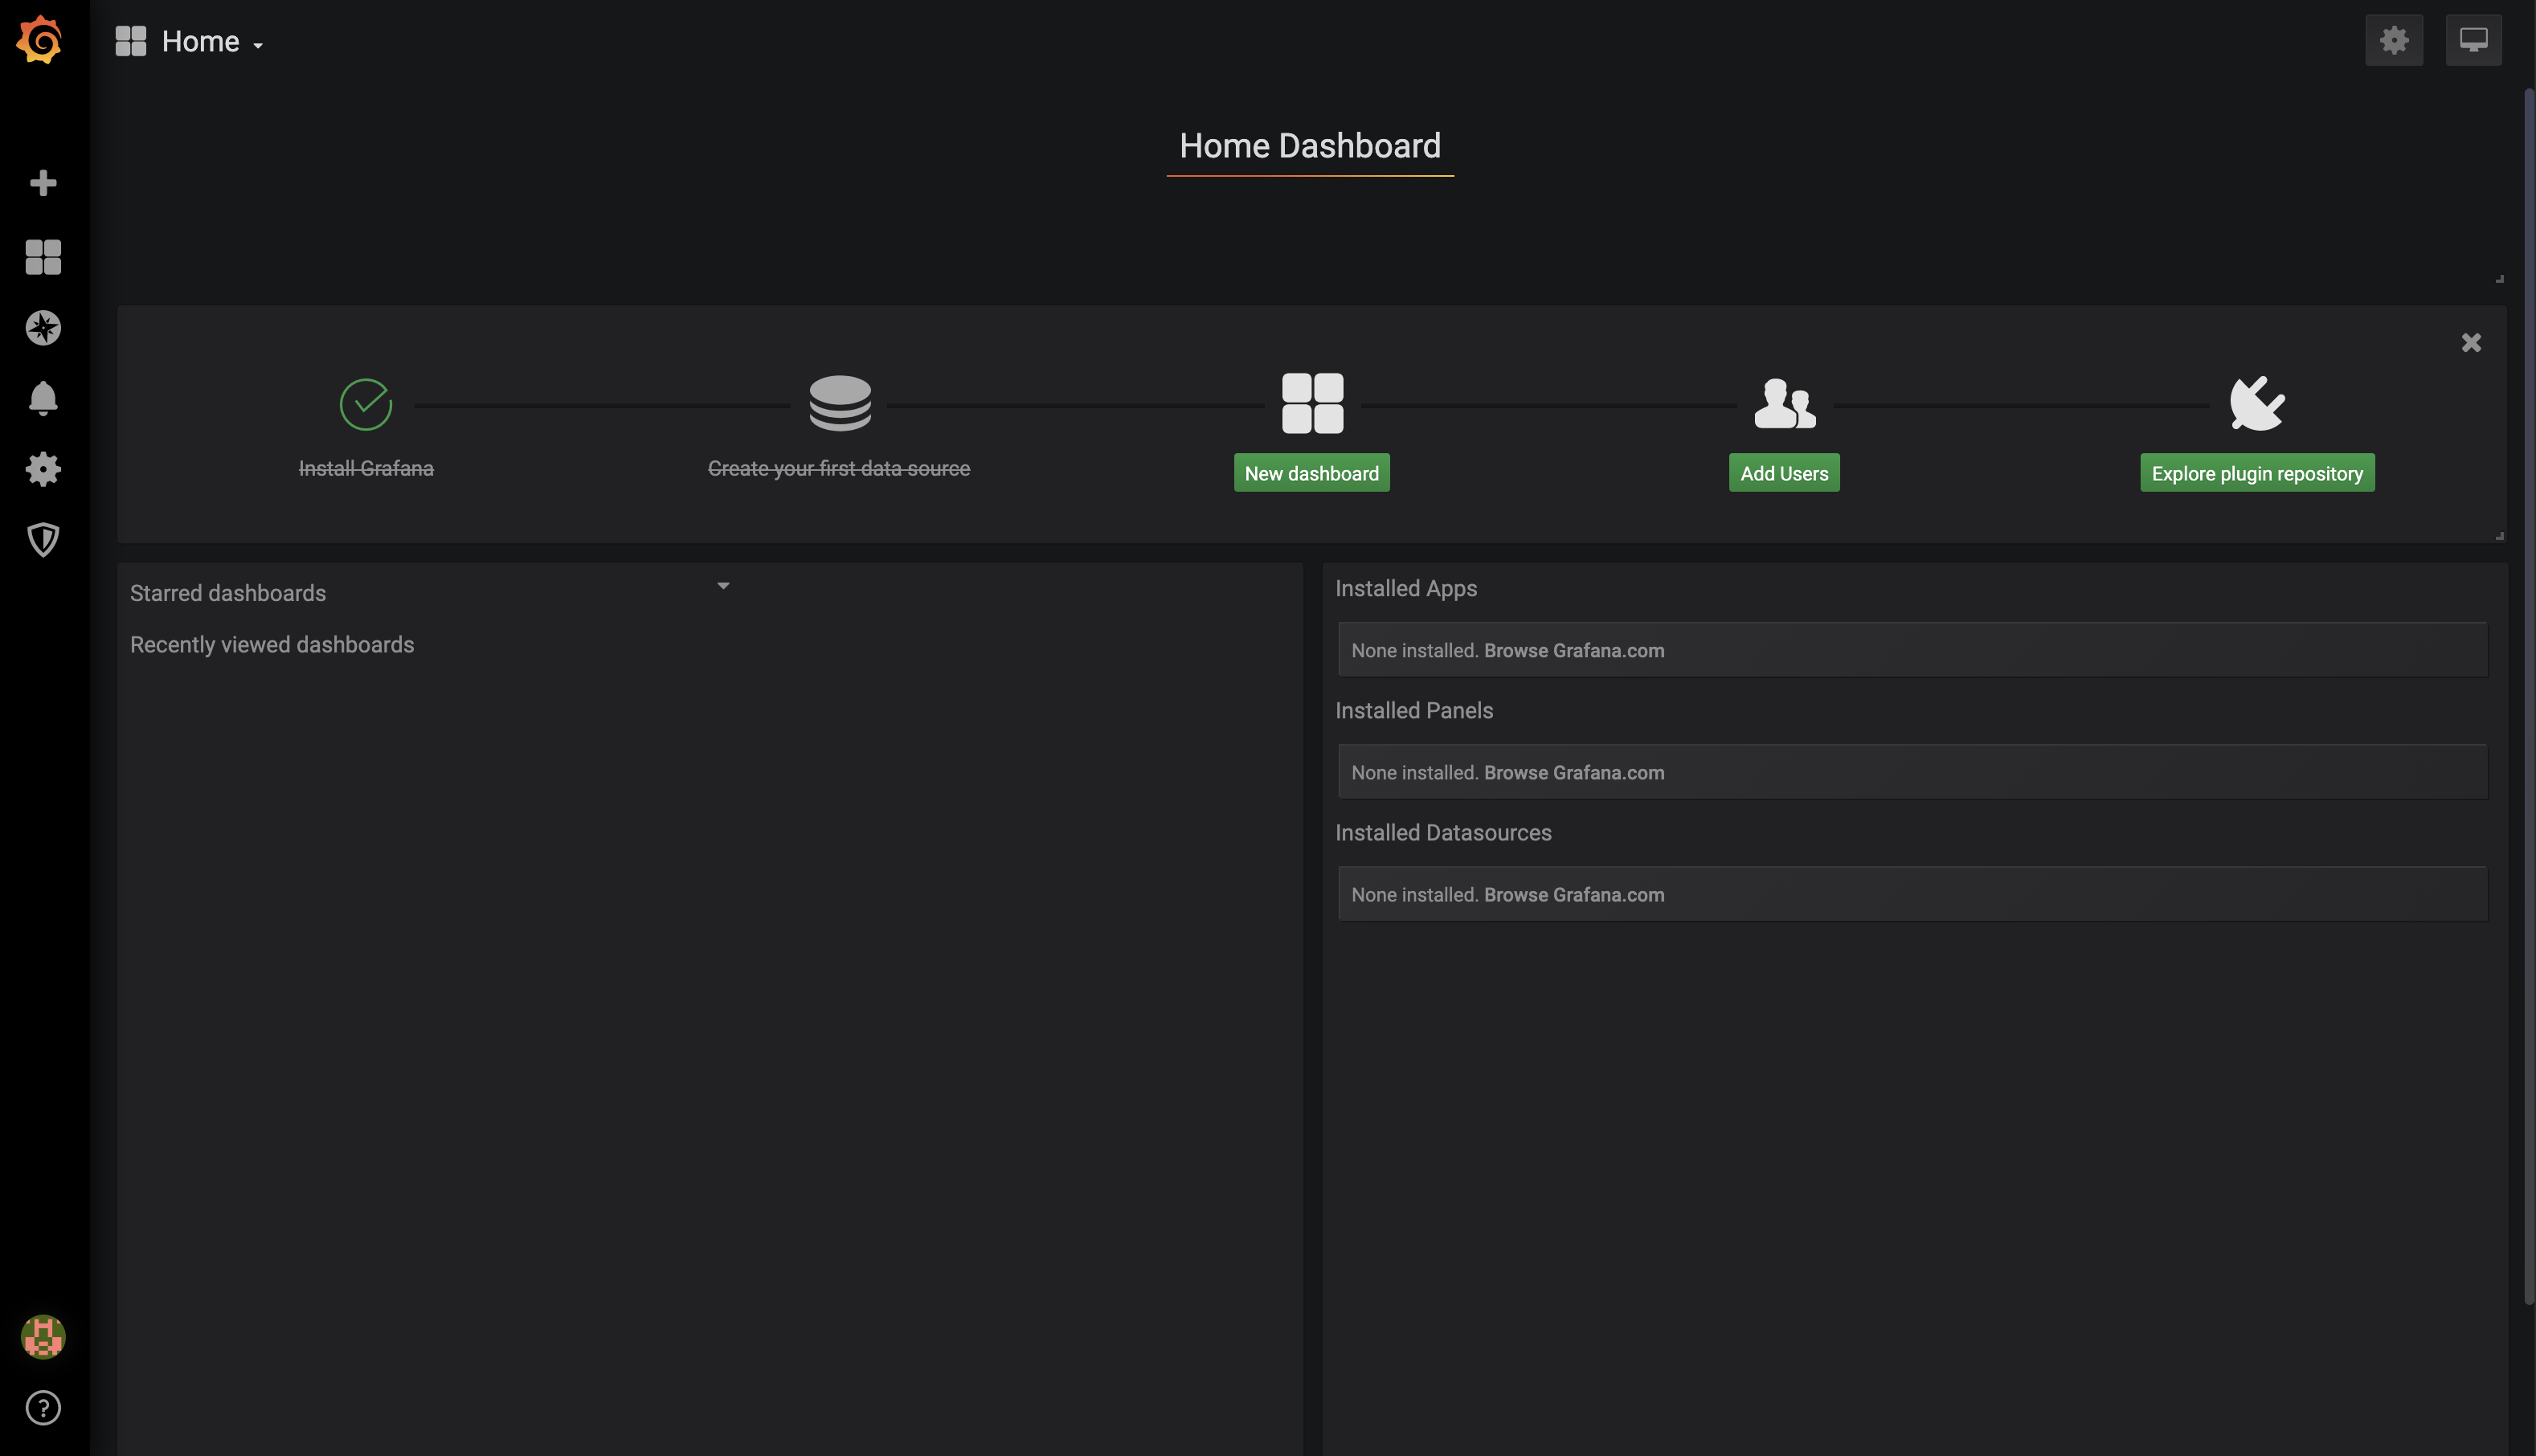 Home
Home Dashboard
Install Grafana
Create your first data source
New dashboard
Add Users
Explore plugin repository
Starred dashboards
Recently viewed dashboards
Installed Apps
None installed. Browse Grafana.com
Installed Panels
None installed. Browse Grafana.com
Installed Datasources
None installed. Browse Grafana.com